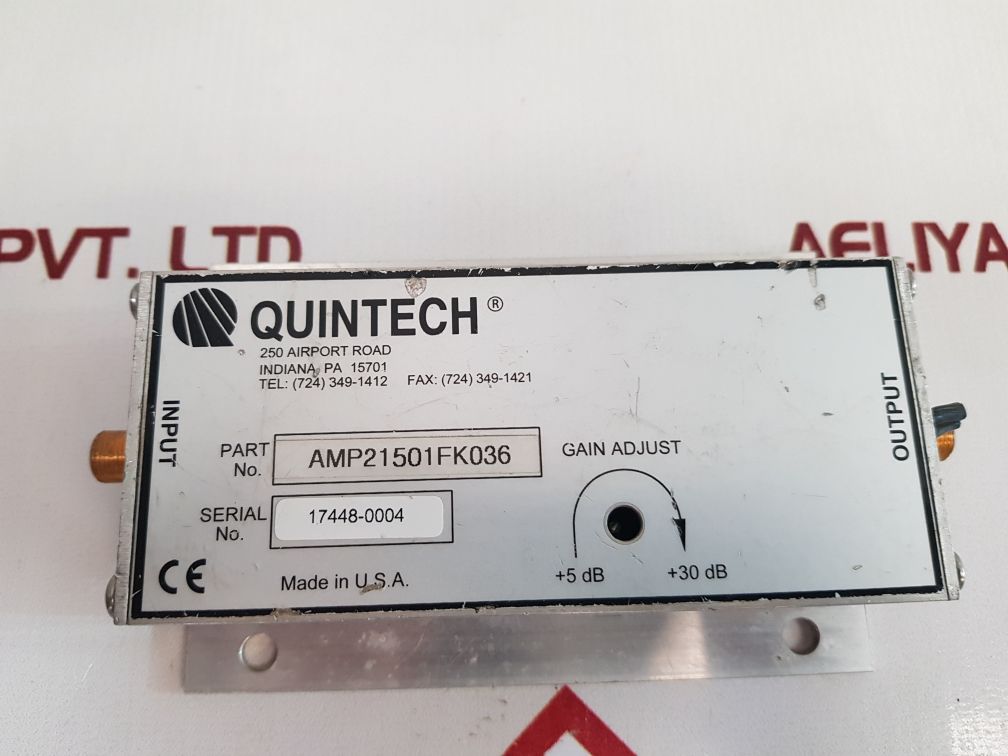 PVT. LTD
AELIYA
QUINTECH®
250 AIRPORT ROAD
INDIANA, PA 15701
TEL: (724) 349-1412 FAX: (724) 349-1421
INPUT
OUTPUT
PART No. AMP21501FK036
GAIN ADJUST
SERIAL No. 17448-0004
+5 dB +30 dB
CE
Made in U.S.A.